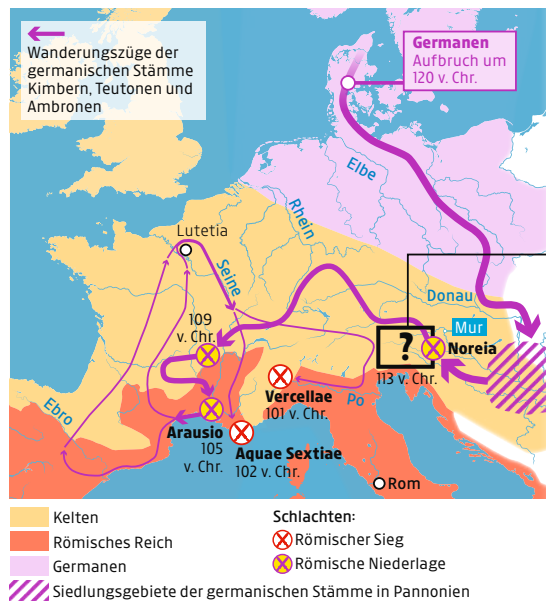 Wanderungszüge der
germanischen Stämme
Kimbern, Teutonen und
Ambronen
Germanen
Aufbruch um
120 v. Chr.
Elbe
Rhein
Lutetia
Seine
Donau
Mur
109
v. Chr.
?
Noreia
113 v. Chr.
Vercellae
101 v. Chr.
Po
Ebro
Arausio
105
v. Chr.
Aquae Sextiae
102 v. Chr.
Rom
Kelten
Römisches Reich
Germanen
Schlachten:
Römischer Sieg
Römische Niederlage
Siedlungsgebiete der germanischen Stämme in Pannonien